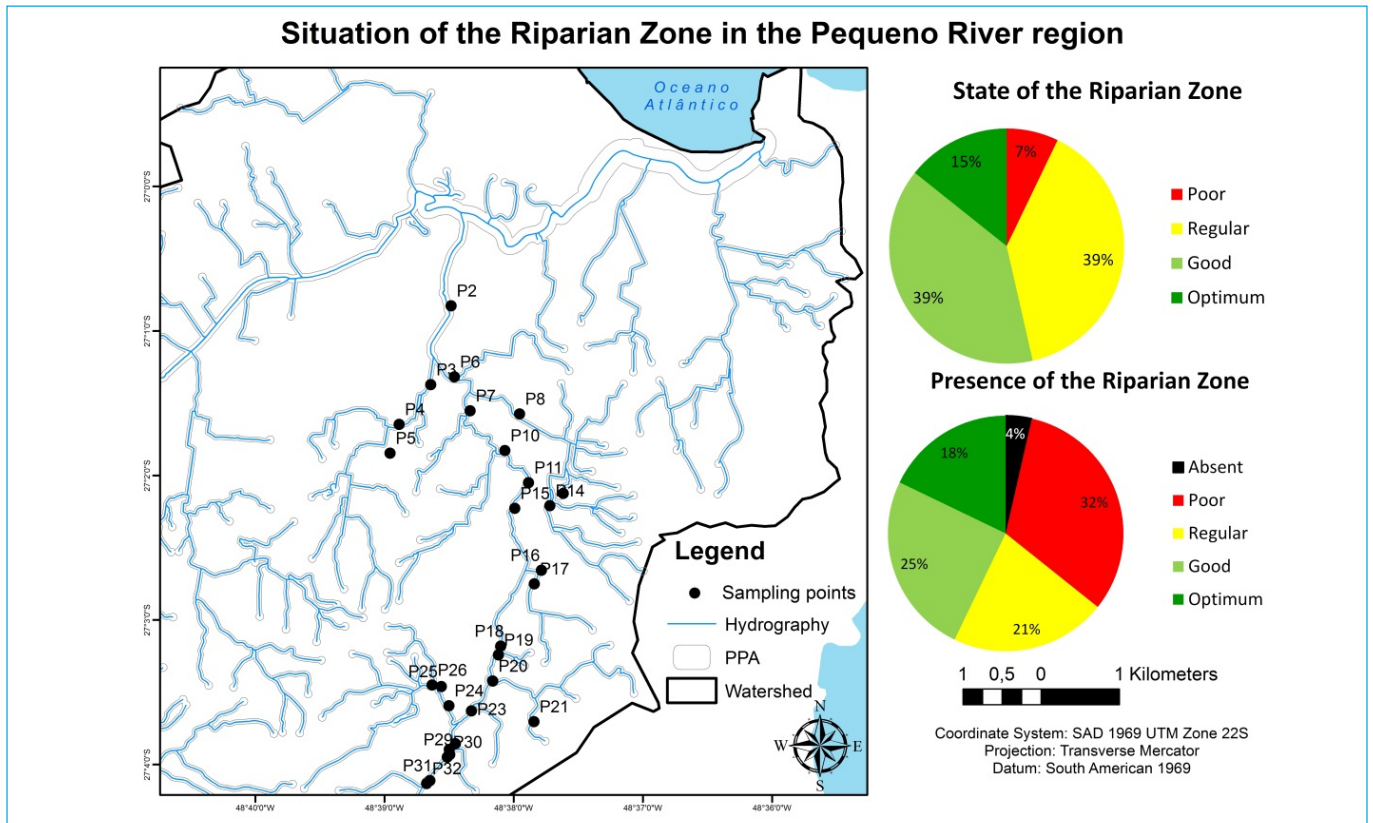 Situation of the Riparian Zone in the Pequeno River region
Oceano
Atlântico
27°0'0"S
27°1'0"S
27°2'0"S
27°3'0"S
27°4'0"S
P2
P6
P3
P7
P8
P4
P5
P10
P11
P14
P15
P16
P17
P18
P19
P20
P25
P26
P24
P23
P21
P29
P30
P31
P32
48°40'0"W
48°39'0"W
48°38'0"W
48°37'0"W
48°36'0"W
Legend
Sampling points
Hydrography
PPA
Watershed
State of the Riparian Zone
15%
7%
39%
39%
Poor
Regular
Good
Optimum
Presence of the Riparian Zone
4%
18%
32%
25%
21%
Absent
Poor
Regular
Good
Optimum
1 0,5 0 1 Kilometers
N
W E
S
Coordinate System: SAD 1969 UTM Zone 22S
Projection: Transverse Mercator
Datum: South American 1969